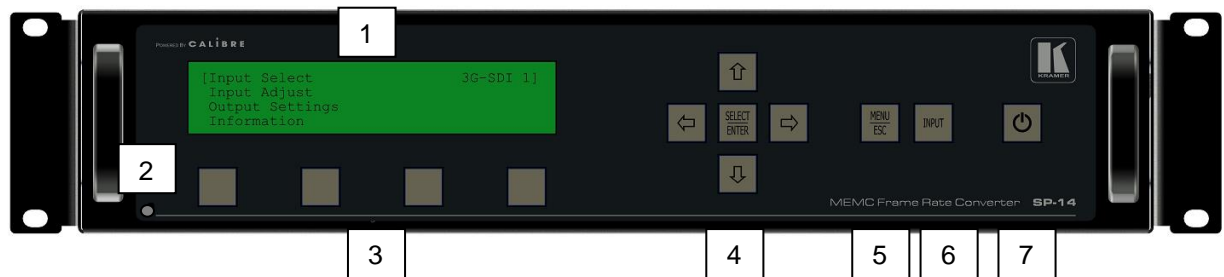 1
POWERED BY CALIBRE
[Input Select 3G-SDI 1]
Input Adjust
Output Settings
Information
SELECT
ENTER
MENU
ESC
INPUT
K
KRAMER
2
MEMC Frame Rate Converter SP-14
3
4
5
6
7